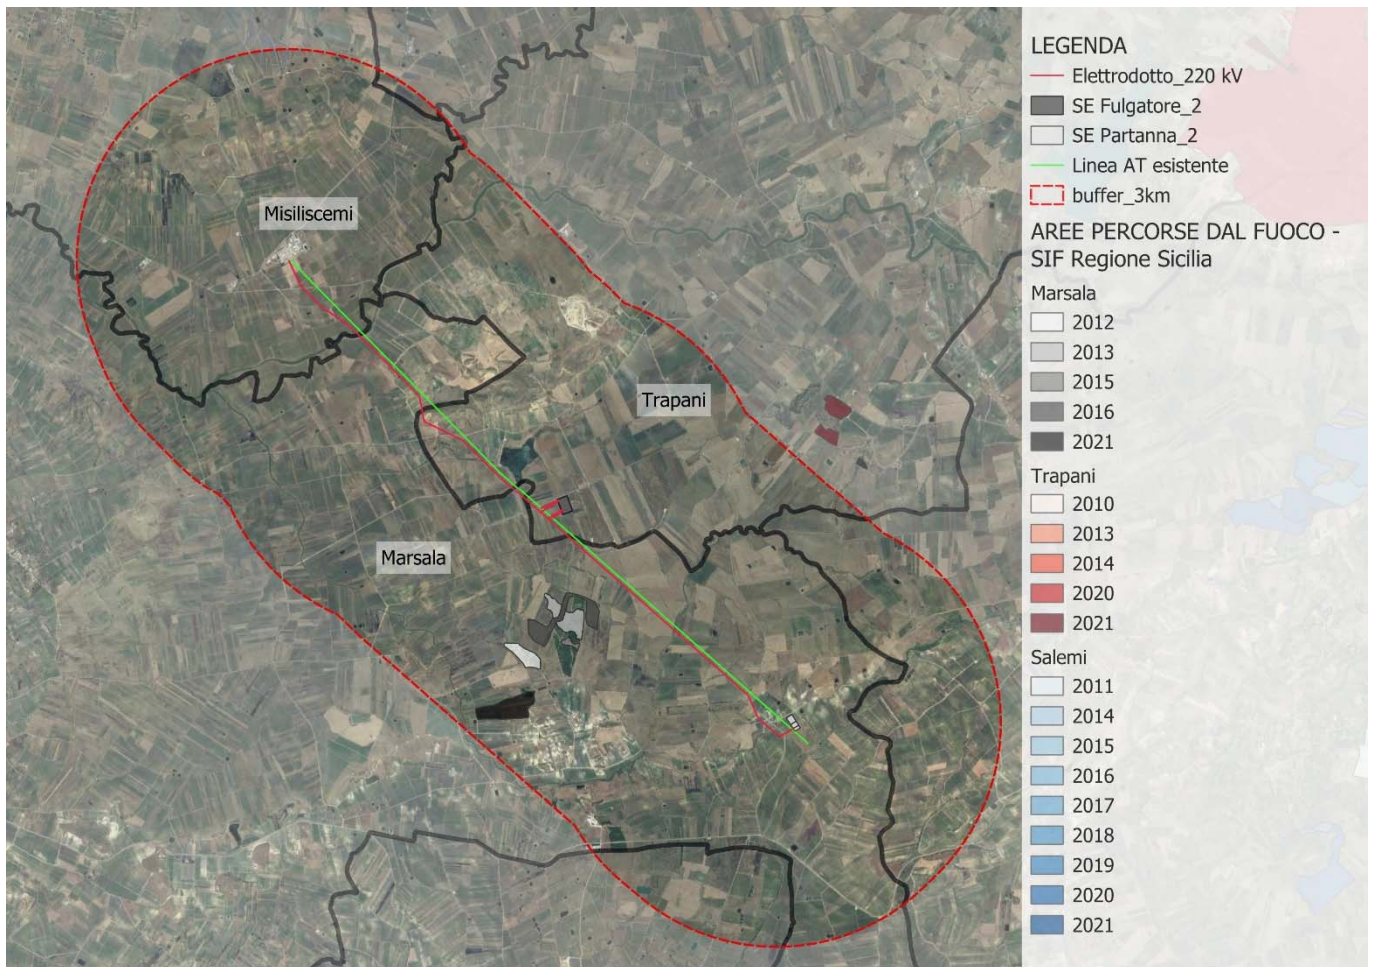 Misiliscemi
Trapani
Marsala
LEGENDA
Elettrodotto_220 kV
SE Fulgatore_2
SE Partanna_2
Linea AT esistente
buffer_3km
AREE PERCORSE DAL FUOCO -
SIF Regione Sicilia
Marsala
2012
2013
2015
2016
2021
Trapani
2010
2013
2014
2020
2021
Salemi
2011
2014
2015
2016
2017
2018
2019
2020
2021